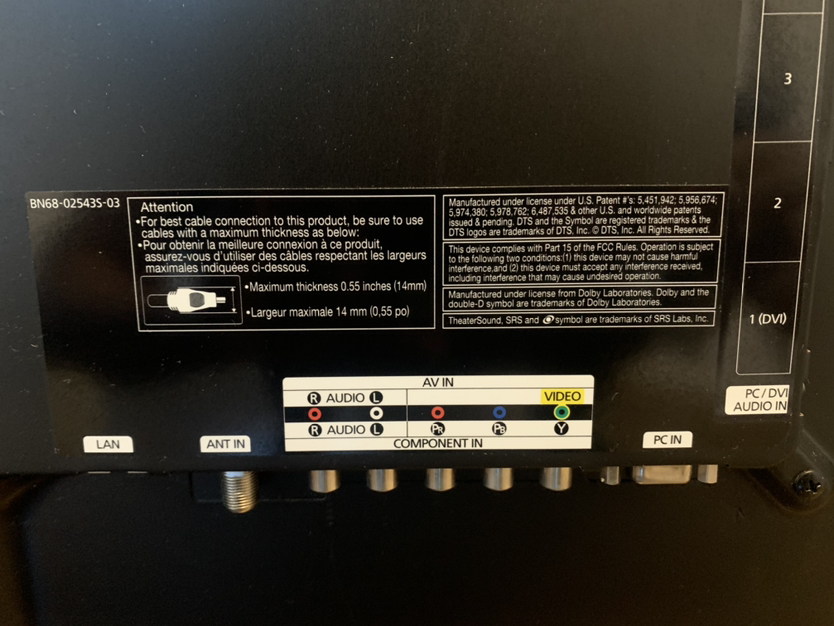 BN68-02543S-03
Attention
•For best cable connection to this product, be sure to use
cables with a maximum thickness as below:
•Pour obtenir la meilleure connexion à ce produit,
assurez-vous d'utiliser des câbles respectant les largeurs
maximales indiquées ci-dessous.
•Maximum thickness 0.55 inches (14mm)
•Largeur maximale 14 mm (0,55 po)
Manufactured under license under U.S. Patent #'s: 5,451,942; 5,956,674;
5,974,380; 5,978,762; 6,487,535 & other U.S. and worldwide patents
issued & pending. DTS and the Symbol are registered trademarks & the
DTS logos are trademarks of DTS, Inc. © DTS, Inc. All Rights Reserved.
This device complies with Part 15 of the FCC Rules. Operation is subject
to the following two conditions:(1) this device may not cause harmful
interference,and (2) this device must accept any interference received,
including interference that may cause undesired operation.
Manufactured under license from Dolby Laboratories. Dolby and the
double-D symbol are trademarks of Dolby Laboratories.
TheaterSound, SRS and symbol are trademarks of SRS Labs, Inc.
3
2
1 (DVI)
PC / DVI
AUDIO IN
AV IN
R AUDIO L
VIDEO
R AUDIO L
PR
PB
Y
COMPONENT IN
LAN
ANT IN
PC IN